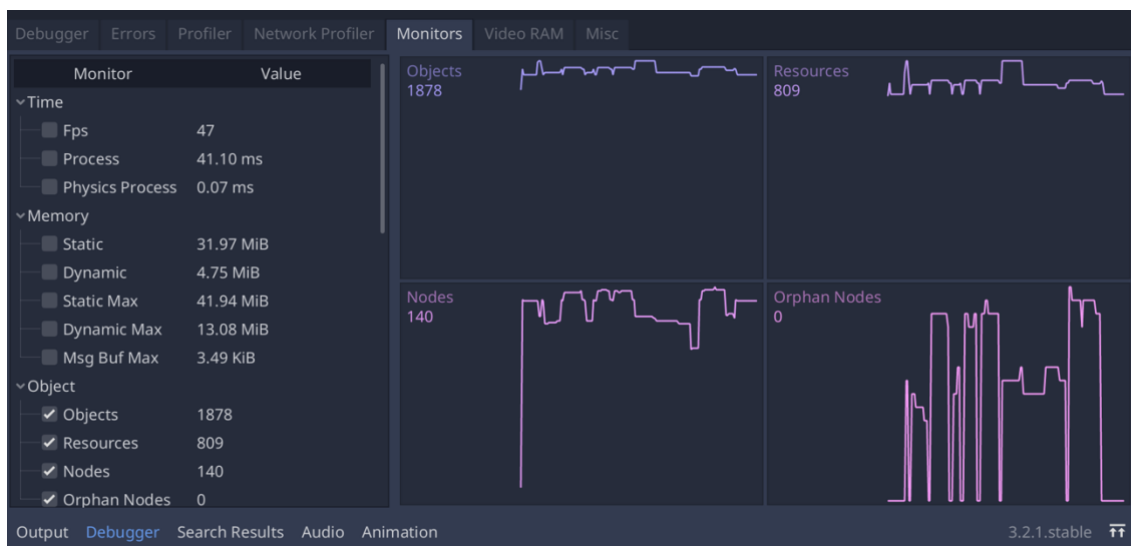 Debugger Errors Profiler Network Profiler Monitors Video RAM Misc
Monitor Value
Time
Fps 47
Process 41.10 ms
Physics Process 0.07 ms
Memory
Static 31.97 MiB
Dynamic 4.75 MiB
Static Max 41.94 MiB
Dynamic Max 13.08 MiB
Msg Buf Max 3.49 KiB
Object
Objects 1878
Resources 809
Nodes 140
Orphan Nodes 0
Objects
1878
Resources
809
Nodes
140
Orphan Nodes
0
Output Debugger Search Results Audio Animation 3.2.1.stable